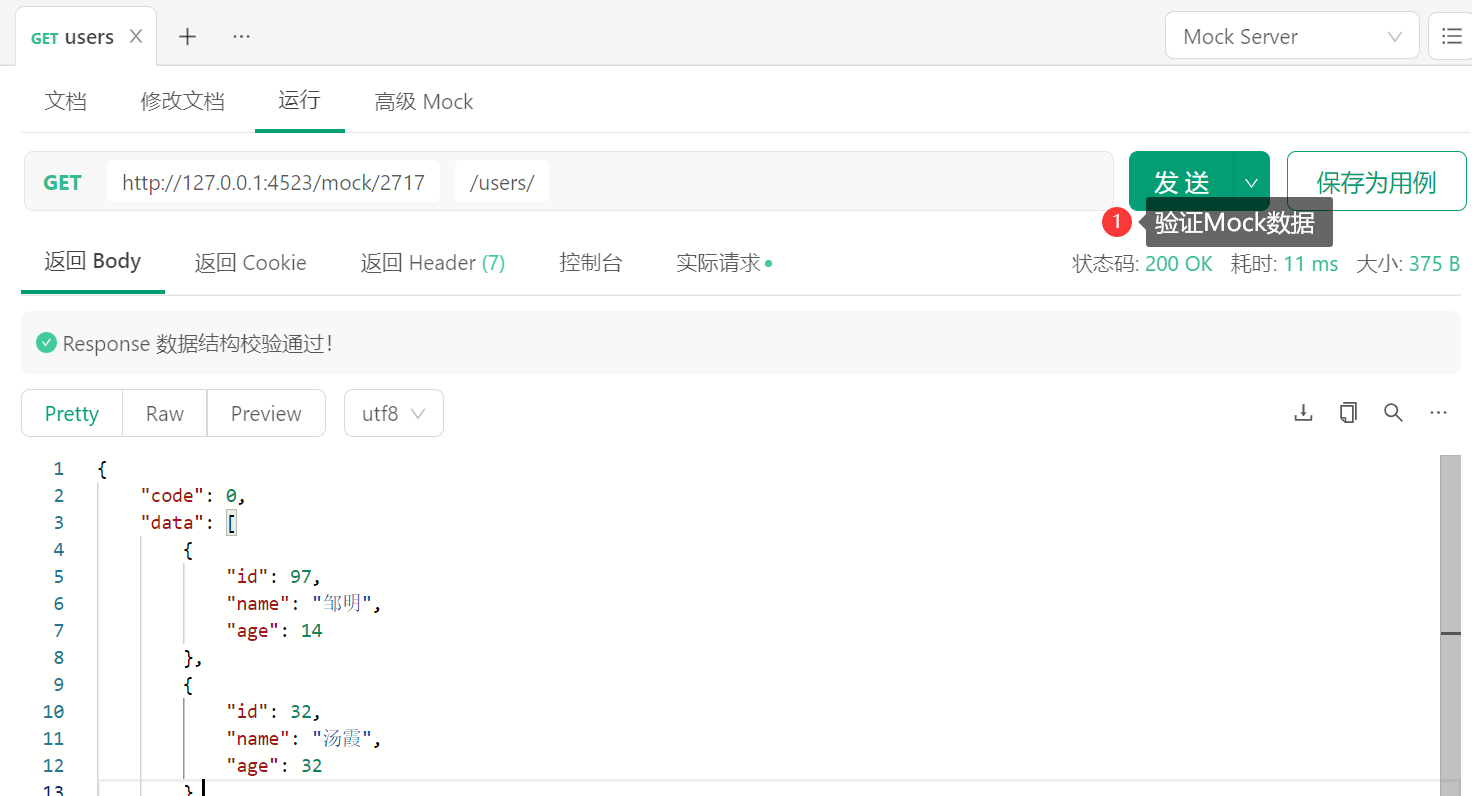 GET users
Mock Server
文档 修改文档 运行 高级 Mock
GET http://127.0.0.1:4523/mock/2717 /users/ 发 送 保存为用例
1 验证Mock数据
返回 Body 返回 Cookie 返回 Header (7) 控制台 实际请求 状态码: 200 OK 耗时: 11 ms 大小: 375 B
Response 数据结构校验通过!
Pretty Raw Preview utf8
1 {
2 "code": 0,
3 "data": [
4 {
5 "id": 97,
6 "name": "邹明",
7 "age": 14
8 },
9 {
10 "id": 32,
11 "name": "汤霞",
12 "age": 32
13 }